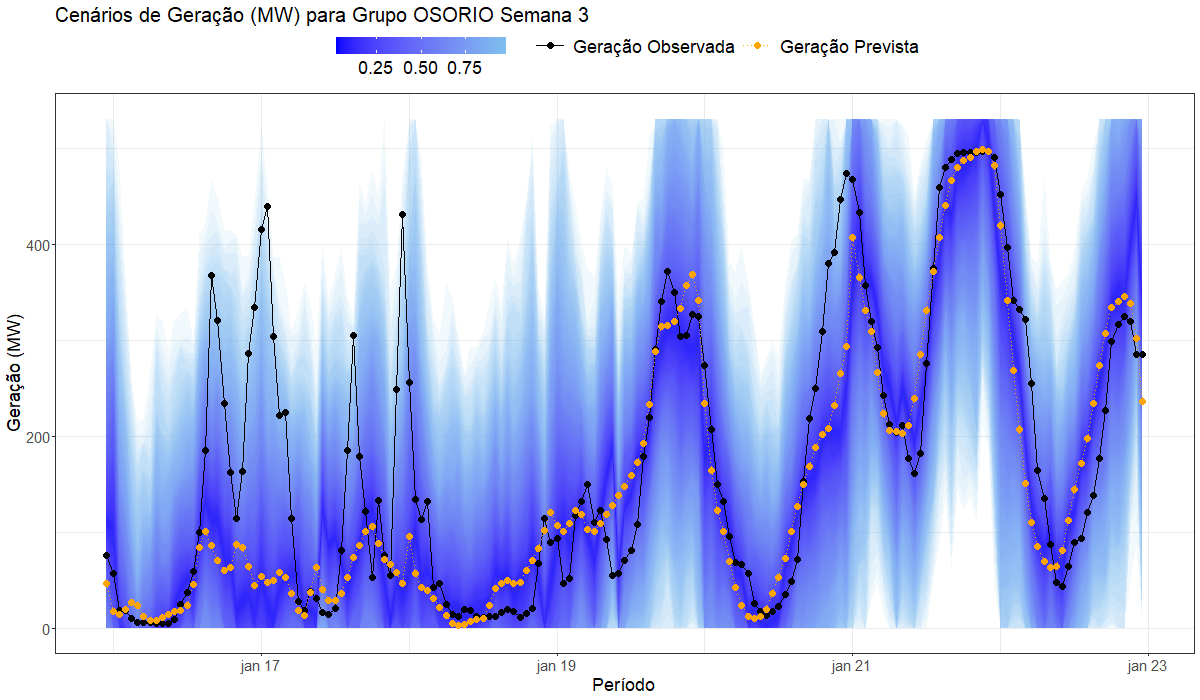 Cenários de Geração (MW) para Grupo OSORIO Semana 3
0.25 0.50 0.75
Geração Observada
Geração Prevista
Geração (MW)
400
200
0
jan 17
jan 19
jan 21
jan 23
Período